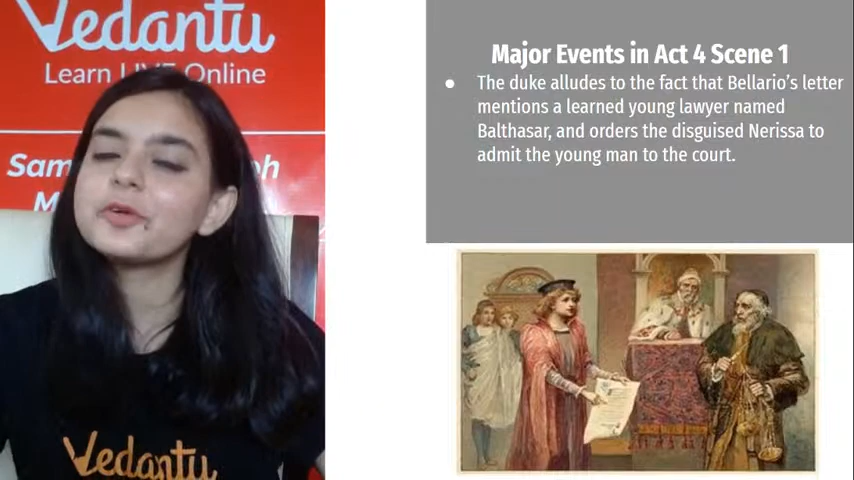 Vedantu
Learn LIVE Online
Major Events in Act 4 Scene 1
● The duke alludes to the fact that Bellario's letter
mentions a learned young lawyer named
Balthasar, and orders the disguised Nerissa to
admit the young man to the court.
Vedantu